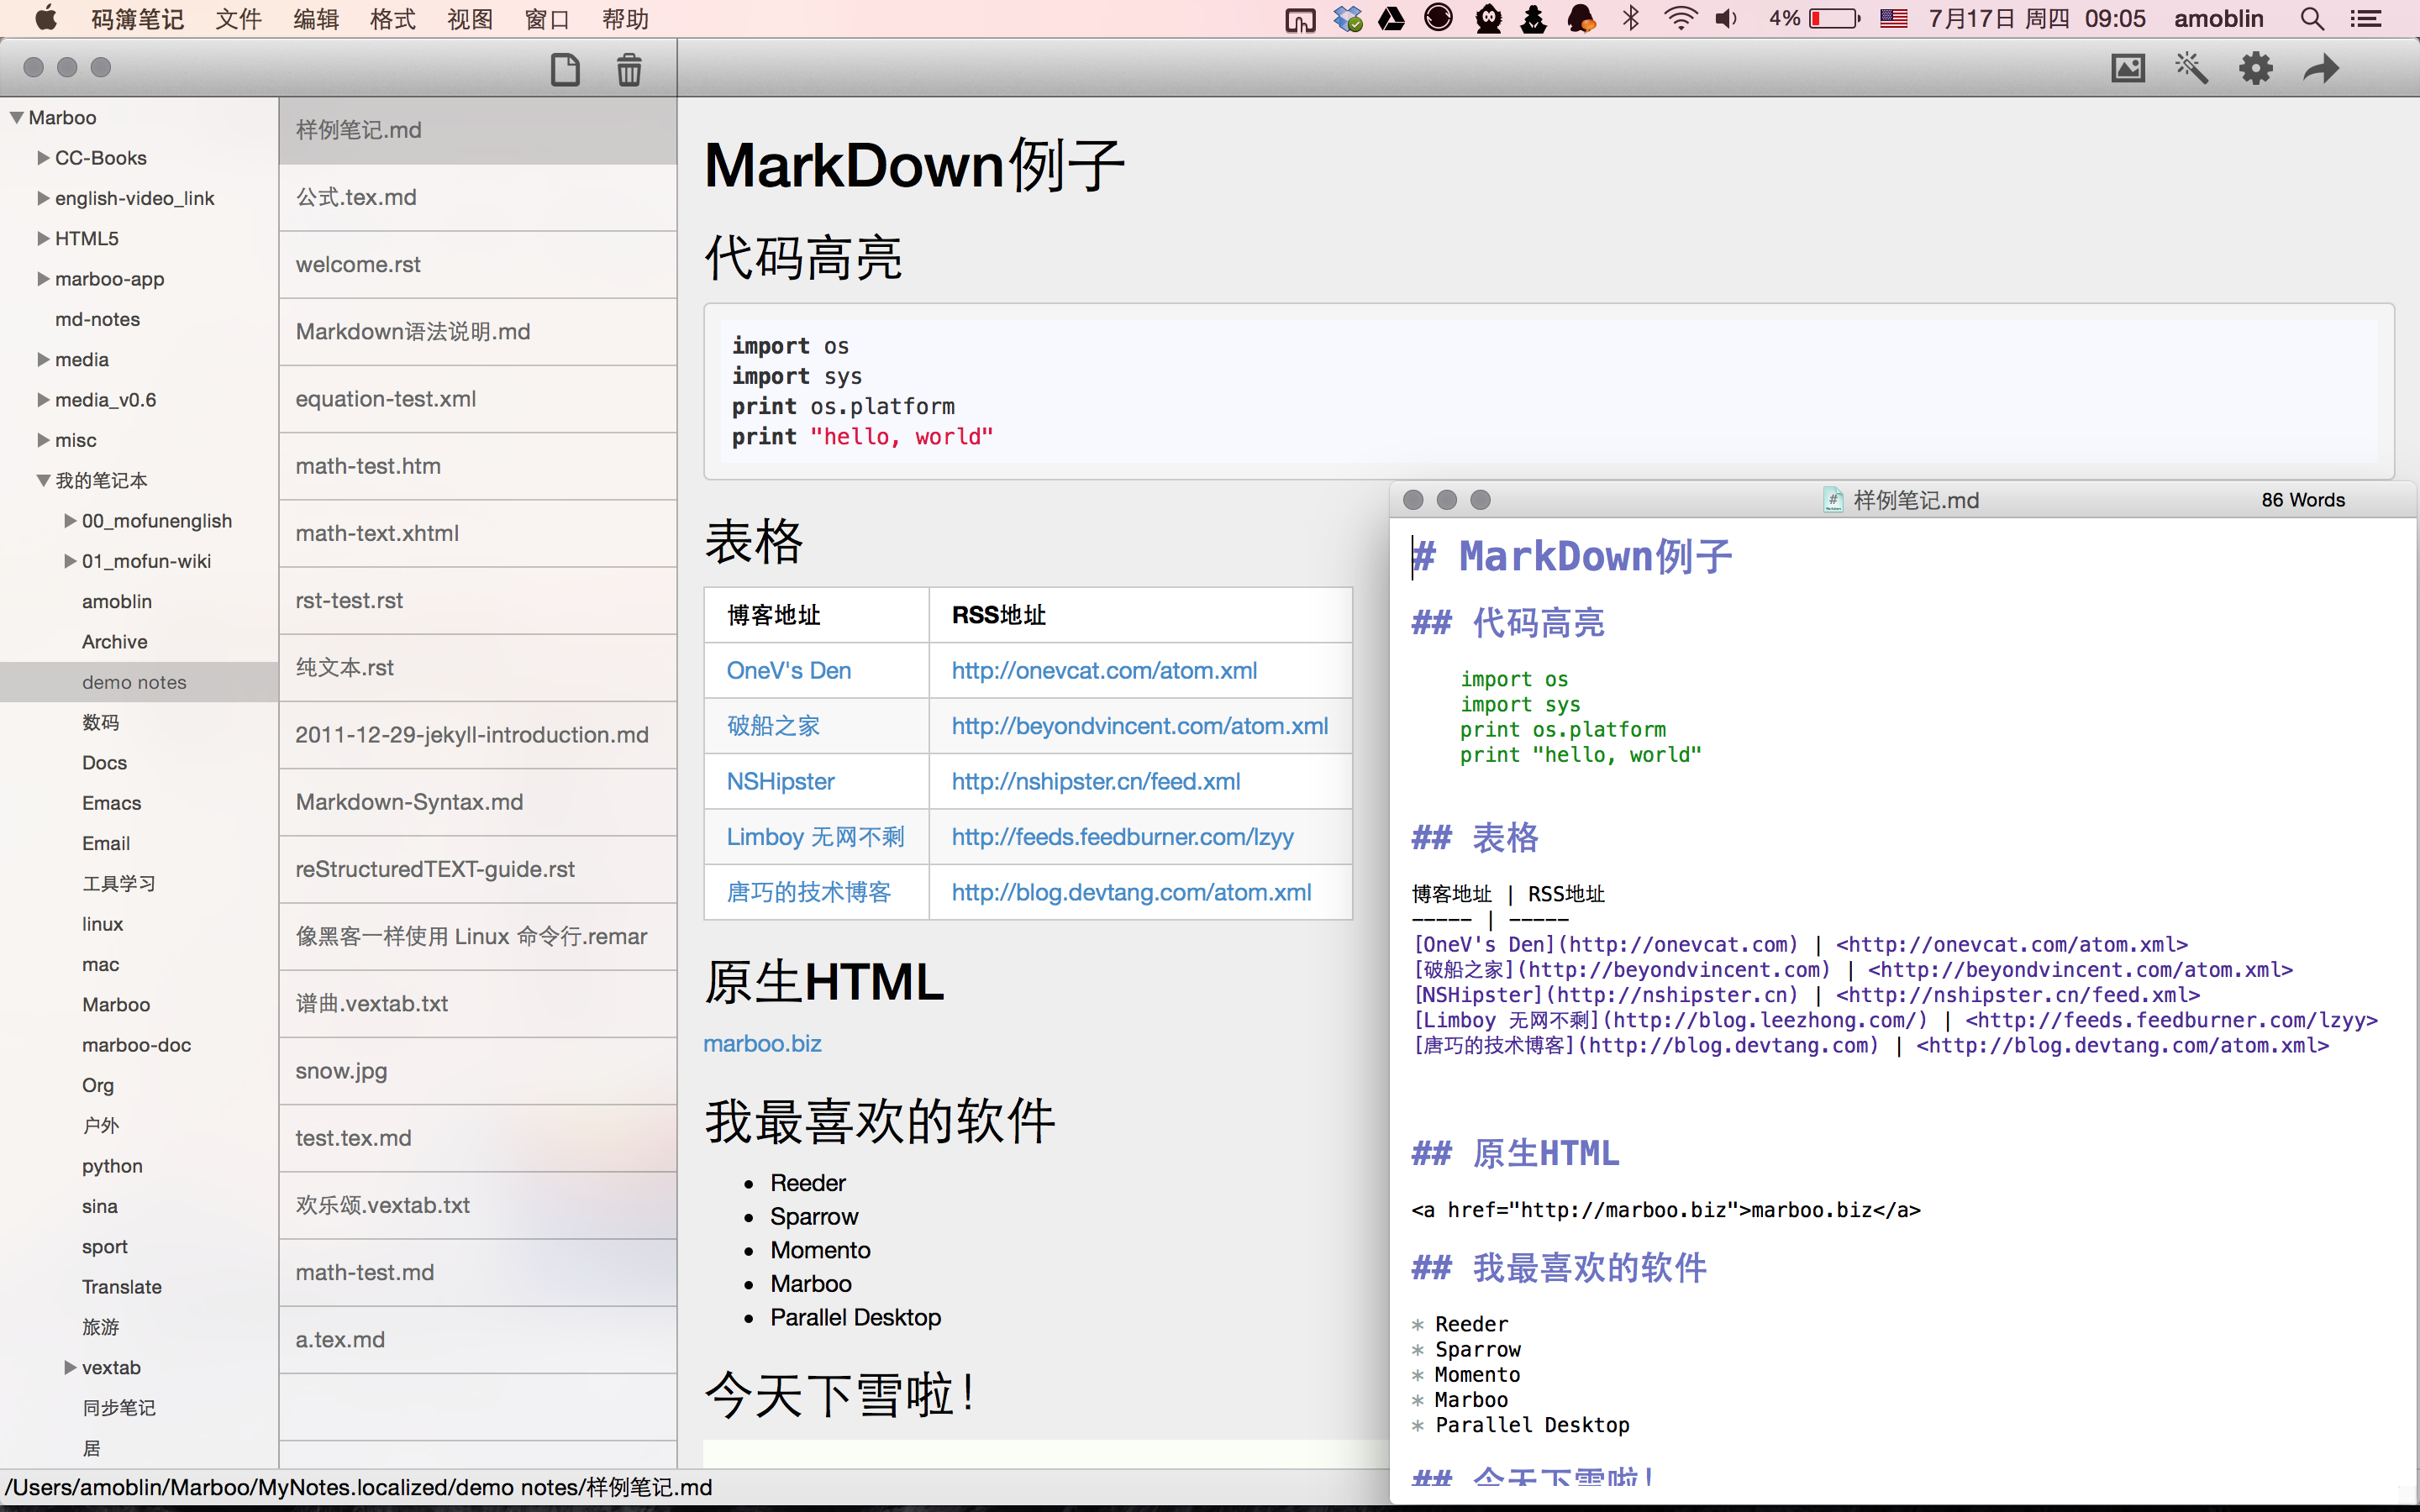 码簿笔记 文件 编辑 格式 视图 窗口 帮助 4% 7月17日 周四 09:05 amoblin
Marboo
CC-Books
english-video_link
HTML5
marboo-app
md-notes
media
media_v0.6
misc
我的笔记本
00_mofunenglish
01_mofun-wiki
amoblin
Archive
demo notes
数码
Docs
Emacs
Email
工具学习
linux
mac
Marboo
marboo-doc
Org
户外
python
sina
sport
Translate
旅游
vextab
同步笔记
居
样例笔记.md
公式.tex.md
welcome.rst
Markdown语法说明.md
equation-test.xml
math-test.htm
math-text.xhtml
rst-test.rst
纯文本.rst
2011-12-29-jekyll-introduction.md
Markdown-Syntax.md
reStructuredTEXT-guide.rst
像黑客一样使用 Linux 命令行.remar
谱曲.vextab.txt
snow.jpg
test.tex.md
欢乐颂.vextab.txt
math-test.md
a.tex.md
MarkDown例子
代码高亮
import os
import sys
print os.platform
print "hello, world"
表格
博客地址 RSS地址
OneV's Den http://onevcat.com/atom.xml
破船之家 http://beyondvincent.com/atom.xml
NSHipster http://nshipster.cn/feed.xml
Limboy 无网不剩 http://feeds.feedburner.com/lzyy
唐巧的技术博客 http://blog.devtang.com/atom.xml
原生HTML
marboo.biz
我最喜欢的软件
Reeder
Sparrow
Momento
Marboo
Parallel Desktop
今天下雪啦！
样例笔记.md 86 Words
# MarkDown例子
## 代码高亮
import os
import sys
print os.platform
print "hello, world"
## 表格
博客地址 | RSS地址
----- | -----
[OneV's Den](http://onevcat.com) | <http://onevcat.com/atom.xml>
[破船之家](http://beyondvincent.com) | <http://beyondvincent.com/atom.xml>
[NSHipster](http://nshipster.cn) | <http://nshipster.cn/feed.xml>
[Limboy 无网不剩](http://blog.leezhong.com/) | <http://feeds.feedburner.com/lzyy>
[唐巧的技术博客](http://blog.devtang.com) | <http://blog.devtang.com/atom.xml>
## 原生HTML
<a href="http://marboo.biz">marboo.biz</a>
## 我最喜欢的软件
* Reeder
* Sparrow
* Momento
* Marboo
* Parallel Desktop
## 今天下雪啦！
/Users/amoblin/Marboo/MyNotes.localized/demo notes/样例笔记.md